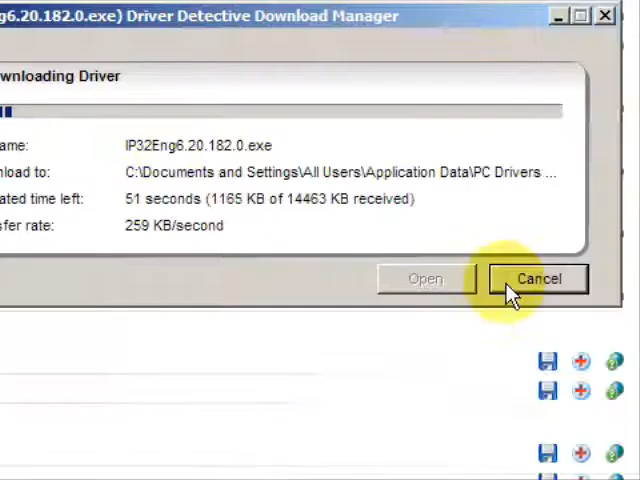 g6.20.182.0.exe) Driver Detective Download Manager
wnloading Driver
ame: IP32Eng6.20.182.0.exe
nload to: C:\Documents and Settings\All Users\Application Data\PC Drivers ...
ated time left: 51 seconds (1165 KB of 14463 KB received)
sfer rate: 259 KB/second
Open Cancel